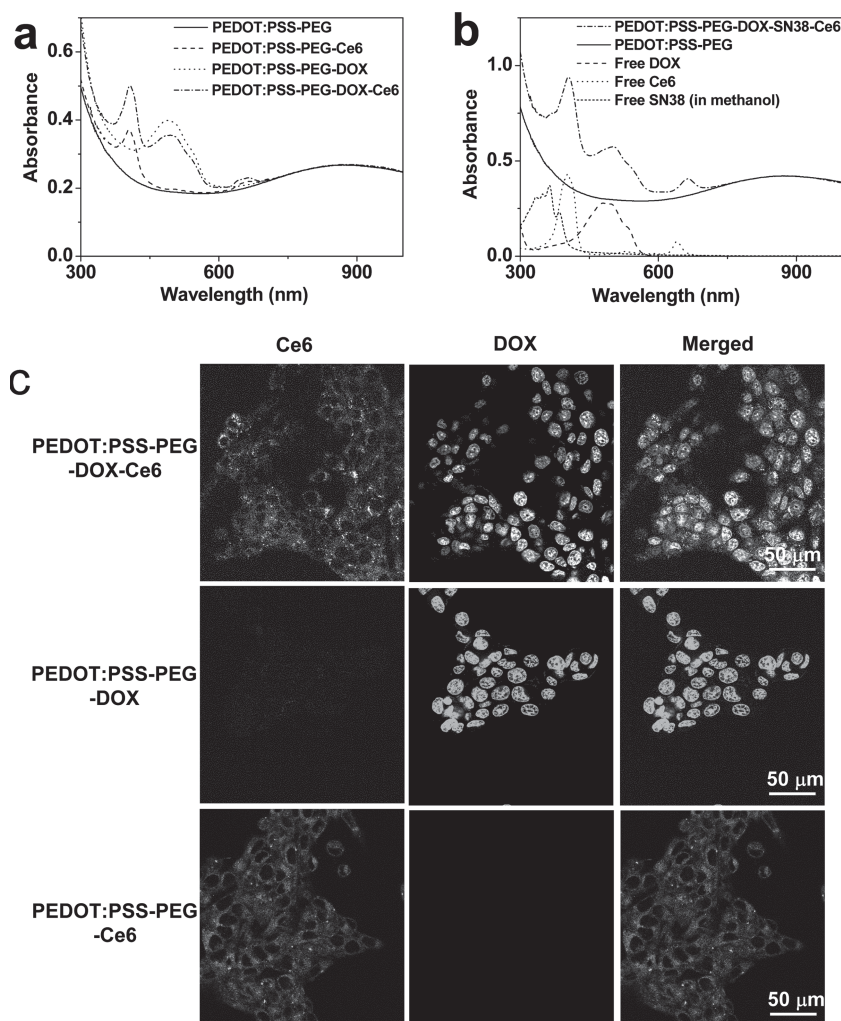 a
0.6
0.4
0.2
0.0
300
600
900
Absorbance
Wavelength (nm)
PEDOT:PSS-PEG
PEDOT:PSS-PEG-Ce6
PEDOT:PSS-PEG-DOX
PEDOT:PSS-PEG-DOX-Ce6
b
1.0
0.5
0.0
300
600
900
Absorbance
Wavelength (nm)
PEDOT:PSS-PEG-DOX-SN38-Ce6
PEDOT:PSS-PEG
Free DOX
Free Ce6
Free SN38 (in methanol)
C
Ce6
DOX
Merged
PEDOT:PSS-PEG
-DOX-Ce6
50 μm
PEDOT:PSS-PEG
-DOX
50 μm
PEDOT:PSS-PEG
-Ce6
50 μm